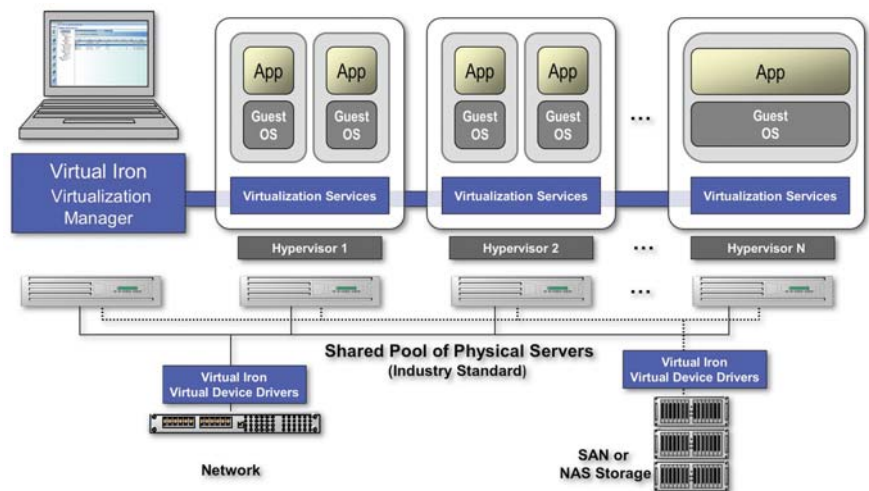 App
App
App
App
App
Guest
OS
Guest
OS
Guest
OS
Guest
OS
Guest
OS
...
Virtual Iron
Virtualization
Manager
Virtualization Services
Virtualization Services
Virtualization Services
Hypervisor 1
Hypervisor 2
...
Hypervisor N
...
Shared Pool of Physical Servers
(Industry Standard)
Virtual Iron
Virtual Device Drivers
Virtual Iron
Virtual Device Drivers
Network
SAN or
NAS Storage